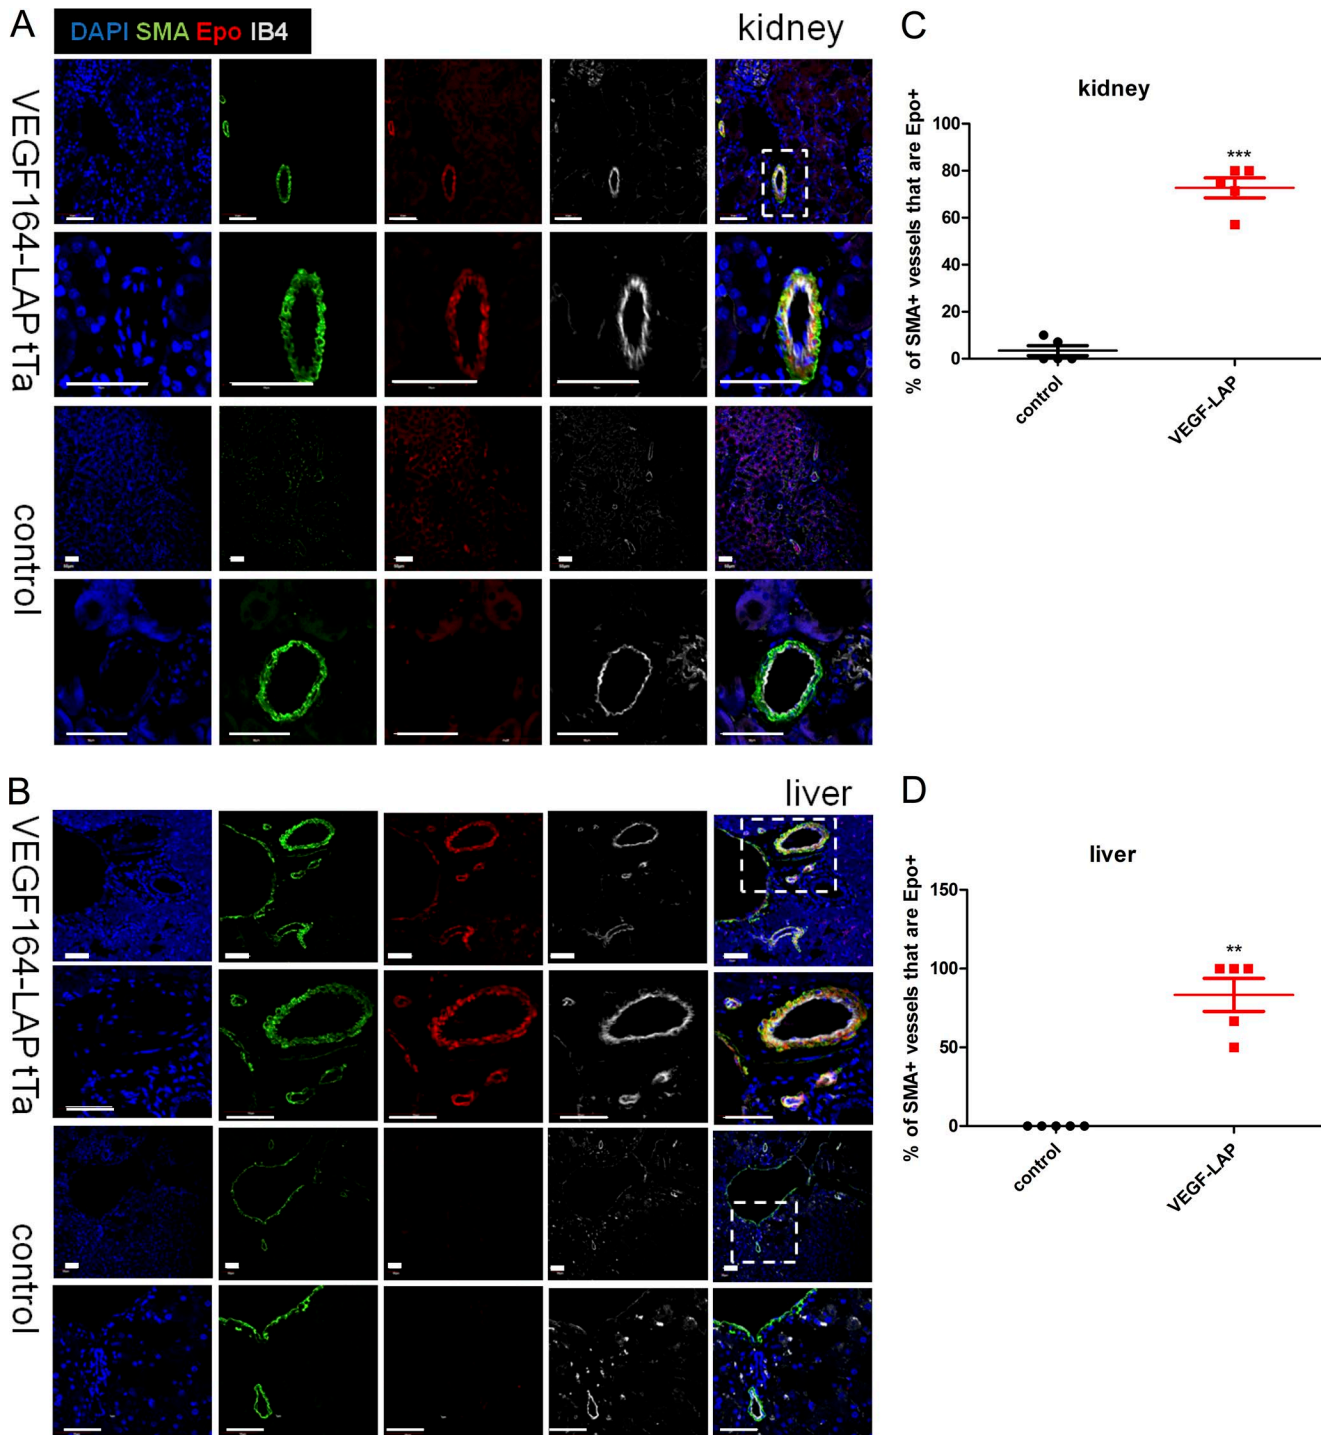 A
DAPI SMA Epo IB4
kidney
VEGF164-LAP tTa
control
B
liver
VEGF164-LAP tTa
control
C
kidney
% of SMA+ vessels that are Epo+
100
80
60
40
20
0
***
control
VEGF-LAP
D
liver
% of SMA+ vessels that are Epo+
150
100
50
0
**
control
VEGF-LAP